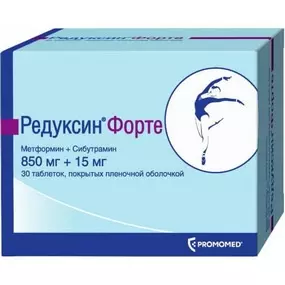 Редуксин® Форте
Метформин + Сибутрамин
850 мг + 15 мг
30 таблеток, покрытых пленочной оболочкой
PROMOMED®